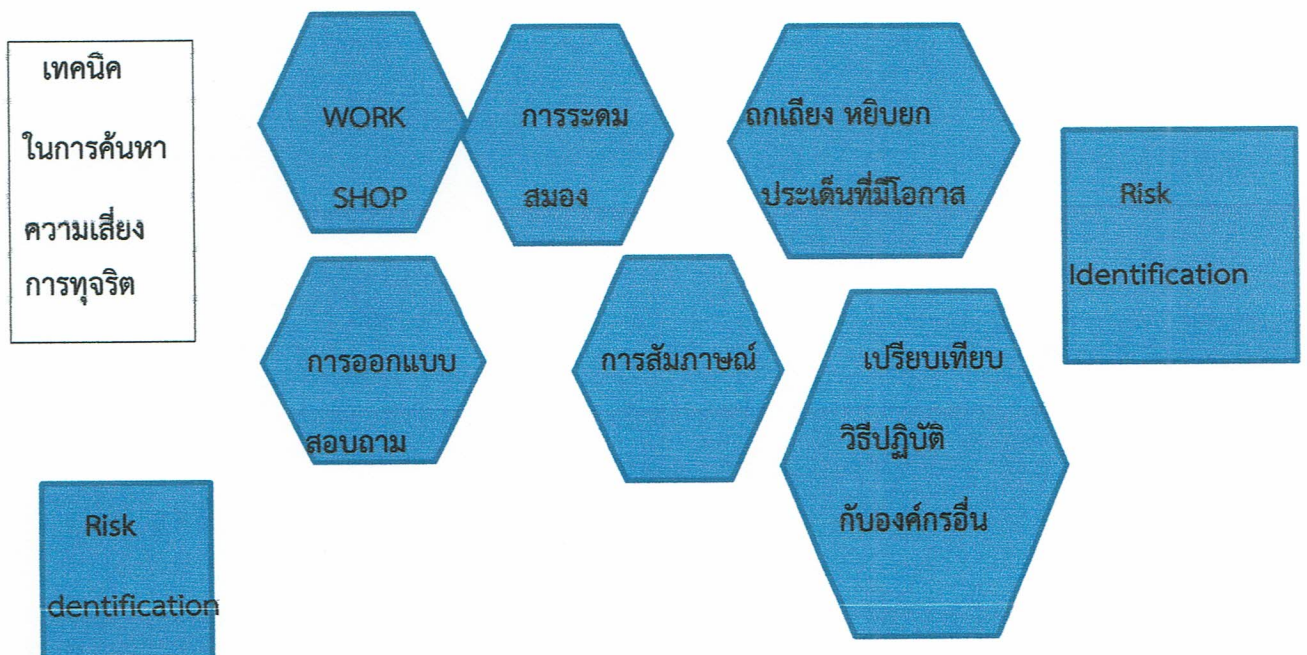 เทคนิค
ในการค้นหา
ความเสี่ยง
การทุจริต
WORK
SHOP
การระดม
สมอง
ถกเถียง หยิบยก
ประเด็นที่มีโอกาส
Risk
Identification
การออกแบบ
สอบถาม
การสัมภาษณ์
เปรียบเทียบ
วิธีปฏิบัติ
กับองค์กรอื่น
Risk
dentification